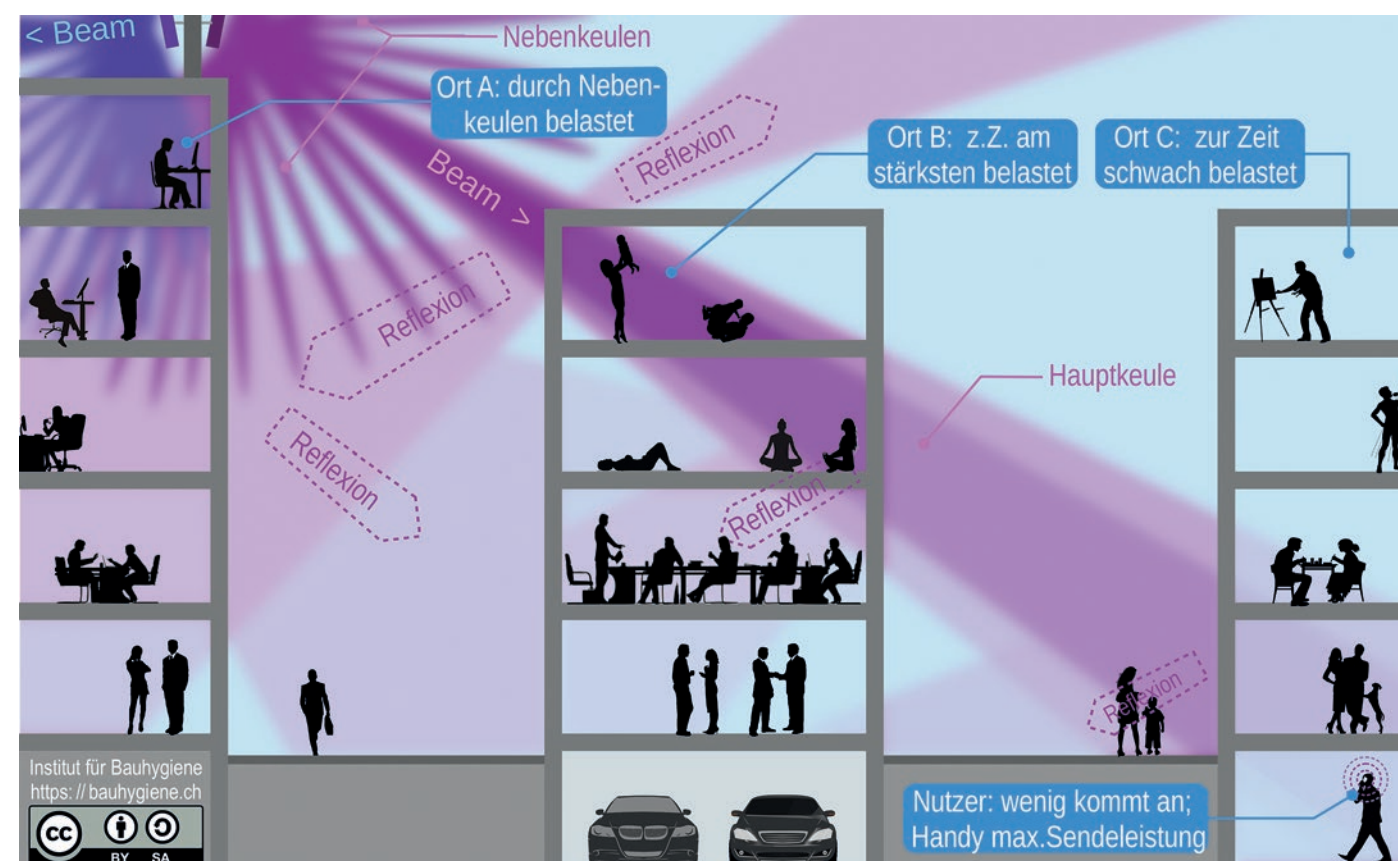 < Beam
Nebenkeulen
Ort A: durch Neben-
keulen belastet
Reflexion
Ort B: z.Z. am
stärksten belastet
Ort C: zur Zeit
schwach belastet
Beam >
Reflexion
Hauptkeule
Reflexion
Reflexion
Reflexion
Institut für Bauhygiene
https: // bauhygiene.ch
cc
BY SA
Nutzer: wenig kommt an;
Handy max.Sendeleistung